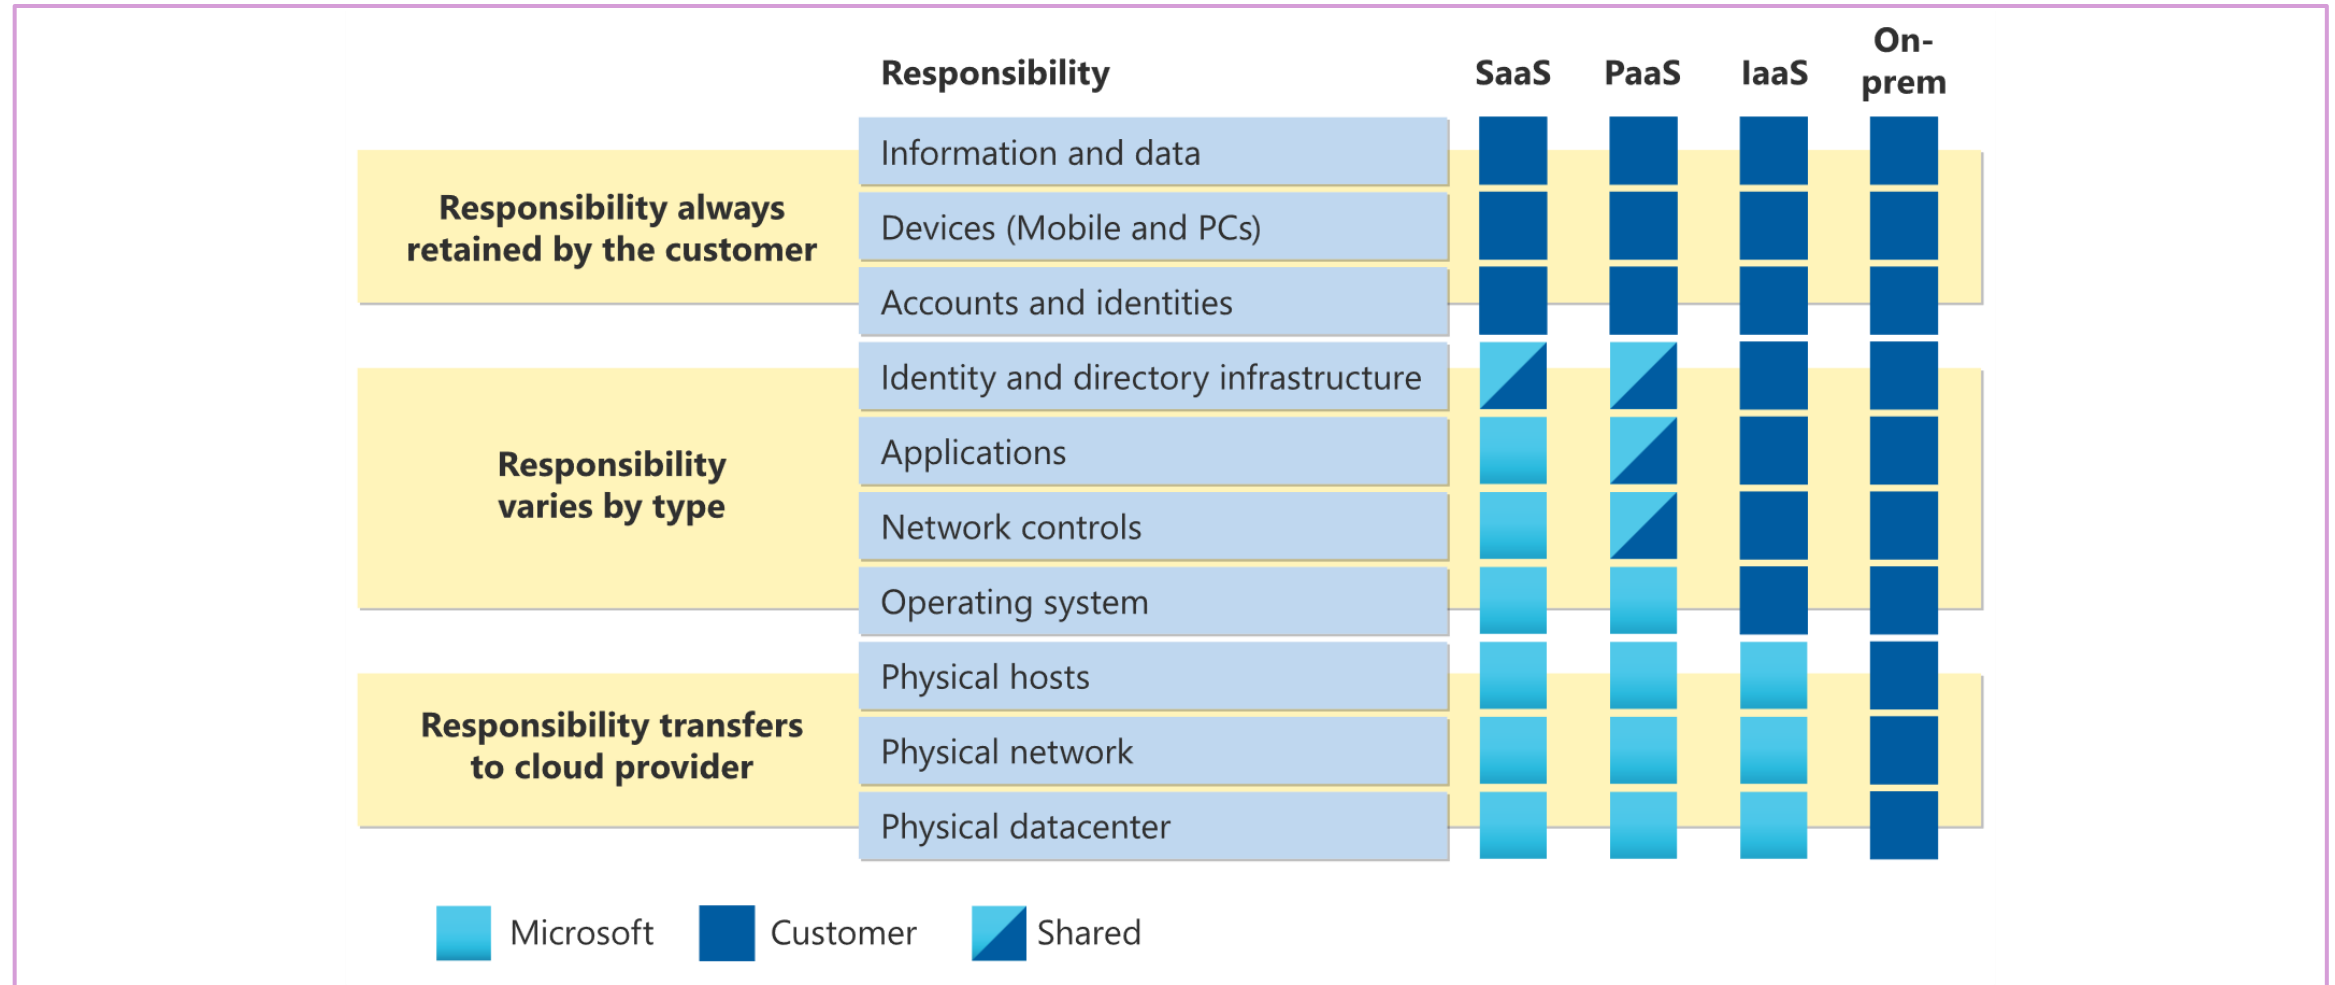 Responsibility
SaaS
PaaS
IaaS
On-
prem
Responsibility always
retained by the customer
Information and data
Devices (Mobile and PCs)
Accounts and identities
Responsibility
varies by type
Identity and directory infrastructure
Applications
Network controls
Operating system
Responsibility transfers
to cloud provider
Physical hosts
Physical network
Physical datacenter
Microsoft
Customer
Shared